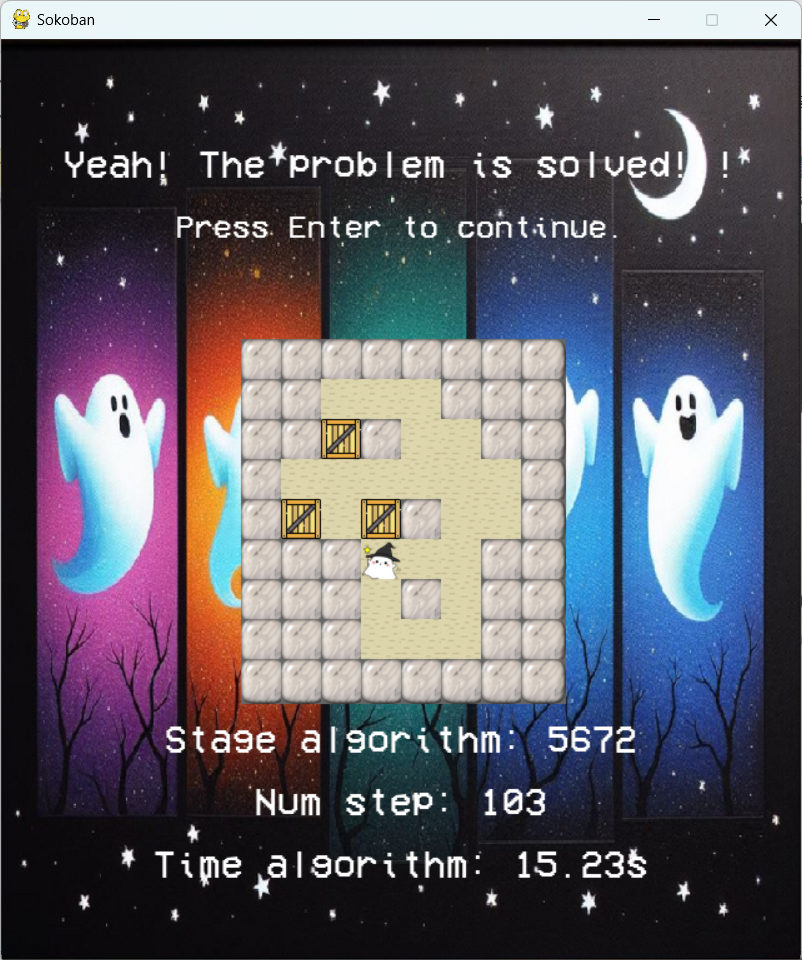 Sokoban
Yeah! The problem is solved! !
Press Enter to continue.
Stage algorithm: 5672
Num step: 103
Time algorithm: 15.23s